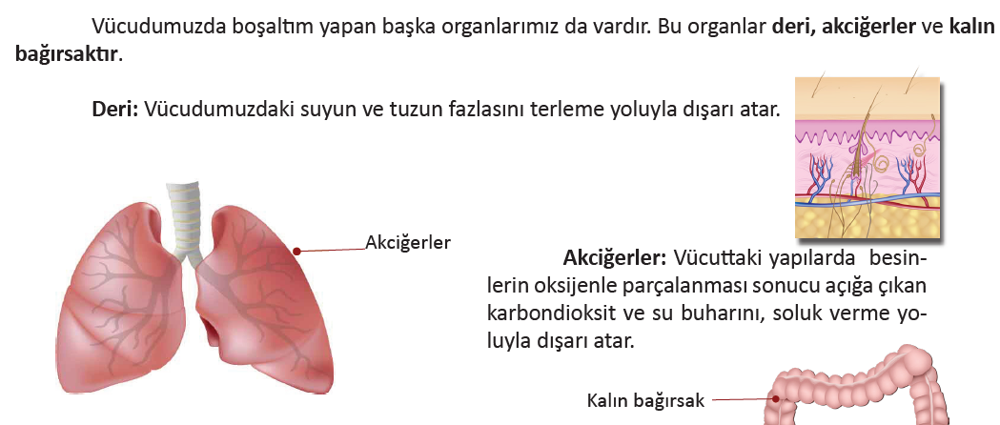 Vücudumuzda boşaltım yapan başka organlarımız da vardır. Bu organlar deri, akciğerler ve kalın
bağırsaktır.
Deri: Vücudumuzdaki suyun ve tuzun fazlasını terleme yoluyla dışarı atar.
Akciğerler
Akciğerler: Vücuttaki yapılarda besin-
lerin oksijenle parçalanması sonucu açığa çıkan
karbondioksit ve su buharını, soluk verme yo-
luyla dışarı atar.
Kalın bağırsak